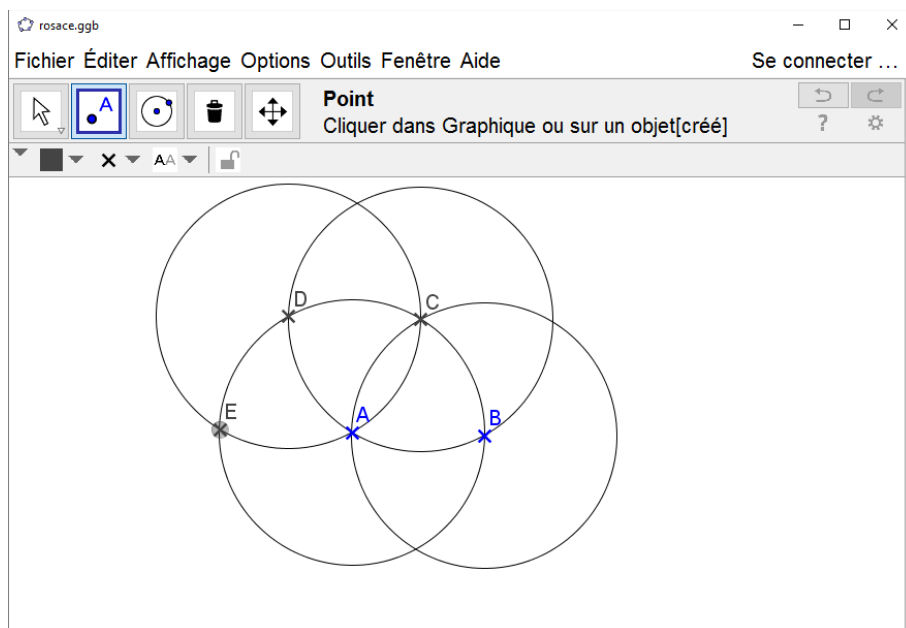 rosace.ggb
Fichier Éditer Affichage Options Outils Fenêtre Aide Se connecter ...
A Point
Cliquer dans Graphique ou sur un objet[créé]
?
AA
D C
E A B